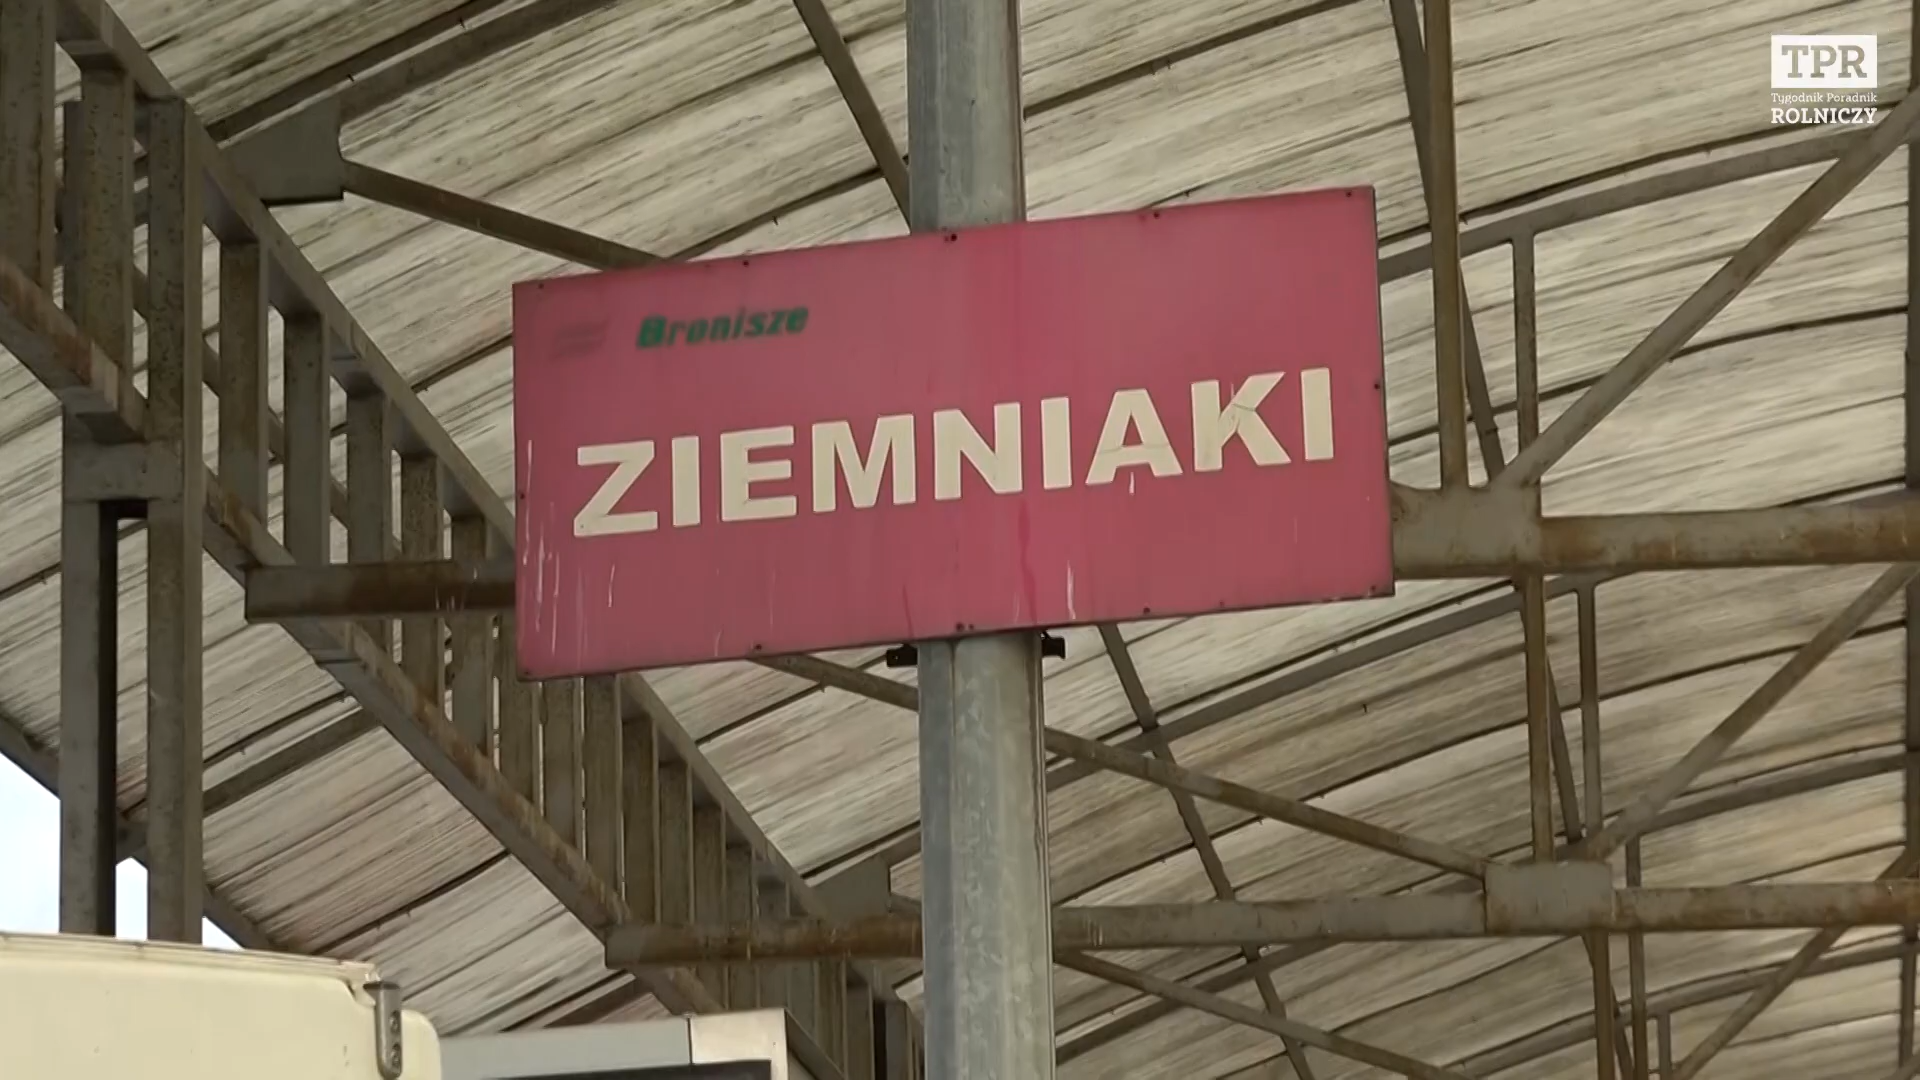 TPR
Tygodnik Poradnik
ROLNICZY
Bronisze
ZIEMNIAKI